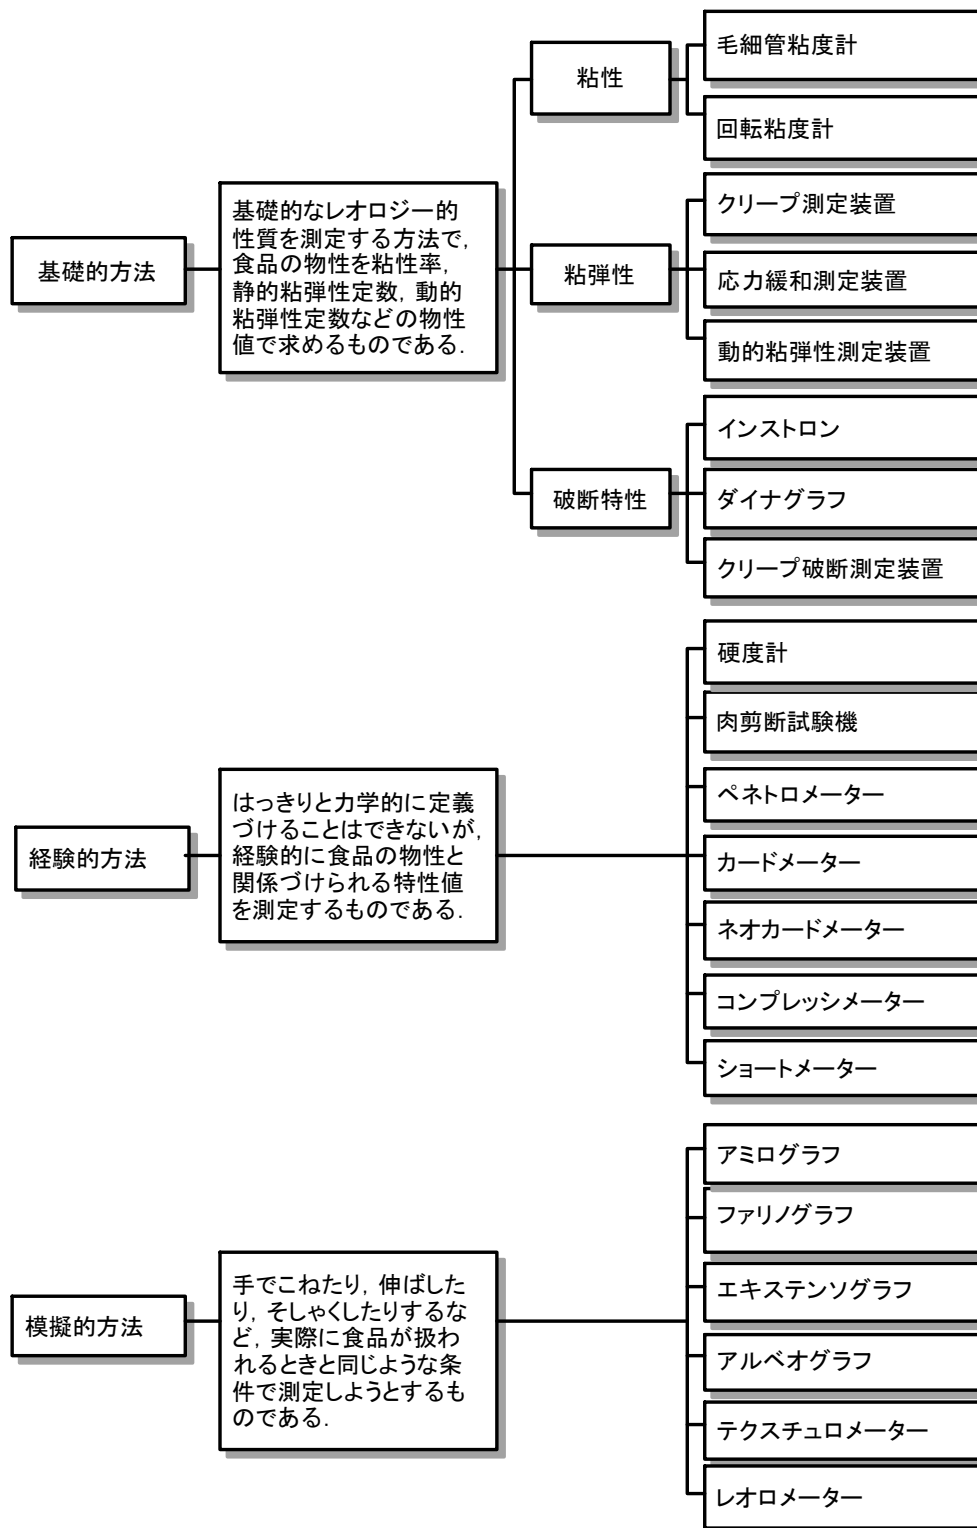 基礎的方法
基礎的なレオロジー的
性質を測定する方法で,
食品の物性を粘性率,
静的粘弾性定数, 動的
粘弾性定数などの物性
値で求めるものである.
粘性
毛細管粘度計
回転粘度計
粘弾性
クリープ測定装置
応力緩和測定装置
動的粘弾性測定装置
破断特性
インストロン
ダイナグラフ
クリープ破断測定装置
経験的方法
はっきりと力学的に定義
づけることはできないが,
経験的に食品の物性と
関係づけられる特性値
を測定するものである.
硬度計
肉剪断試験機
ペネトロメーター
カードメーター
ネオカードメーター
コンプレッシメーター
ショートメーター
模擬的方法
手でこねたり, 伸ばした
り, そしゃくしたりするな
ど, 実際に食品が扱わ
れるときと同じような条
件で測定しようとするも
のである.
アミログラフ
ファリノグラフ
エキステンソグラフ
アルベオグラフ
テクスチュロメーター
レオロメーター